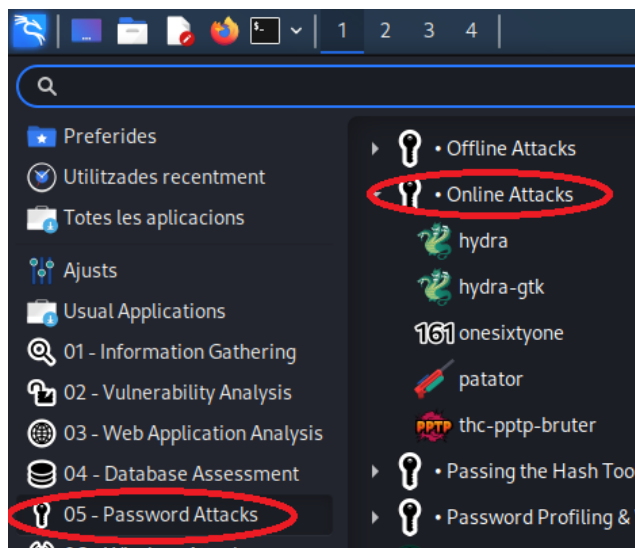 1 2 3 4
Preferides
Utilitzades recentment
Totes les aplicacions
Ajusts
Usual Applications
01 - Information Gathering
02 - Vulnerability Analysis
03 - Web Application Analysis
04 - Database Assessment
05 - Password Attacks
• Offline Attacks
• Online Attacks
hydra
hydra-gtk
161 onesixtyone
patator
PPTP thc-pptp-bruter
• Passing the Hash Too
• Password Profiling &